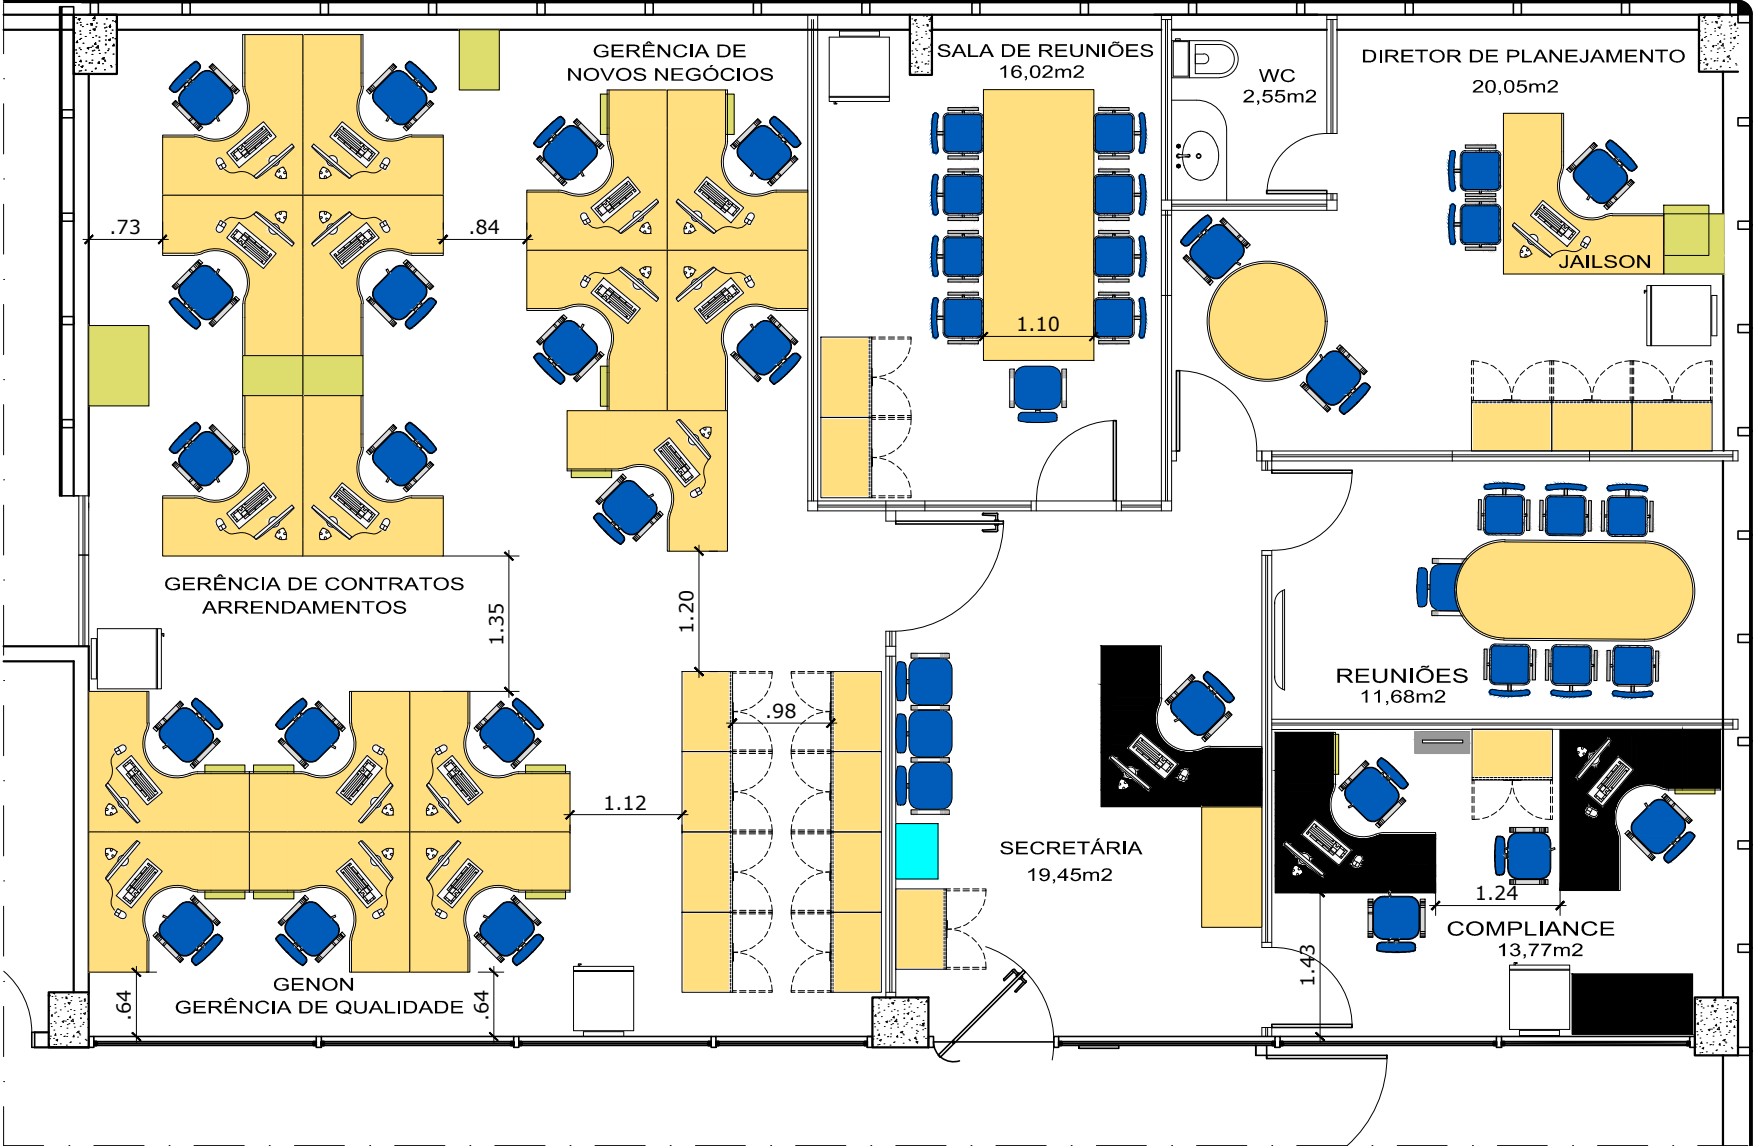 GERÊNCIA DE
NOVOS NEGÓCIOS
SALA DE REUNIÕES
16,02m2
WC
2,55m2
DIRETOR DE PLANEJAMENTO
20,05m2
.73
.84
JAILSON
1.10
GERÊNCIA DE CONTRATOS
ARRENDAMENTOS
1.35
1.20
REUNIÕES
11,68m2
.98
1.12
SECRETÁRIA
19,45m2
1.24
COMPLIANCE
13,77m2
1.43
GENON
GERÊNCIA DE QUALIDADE
.64
.64